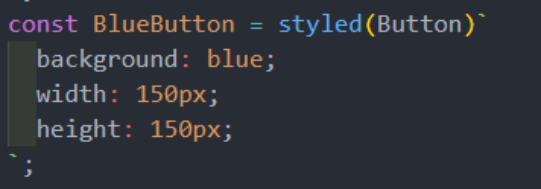 const BlueButton = styled(Button)`
  background: blue;
  width: 150px;
  height: 150px;
`;